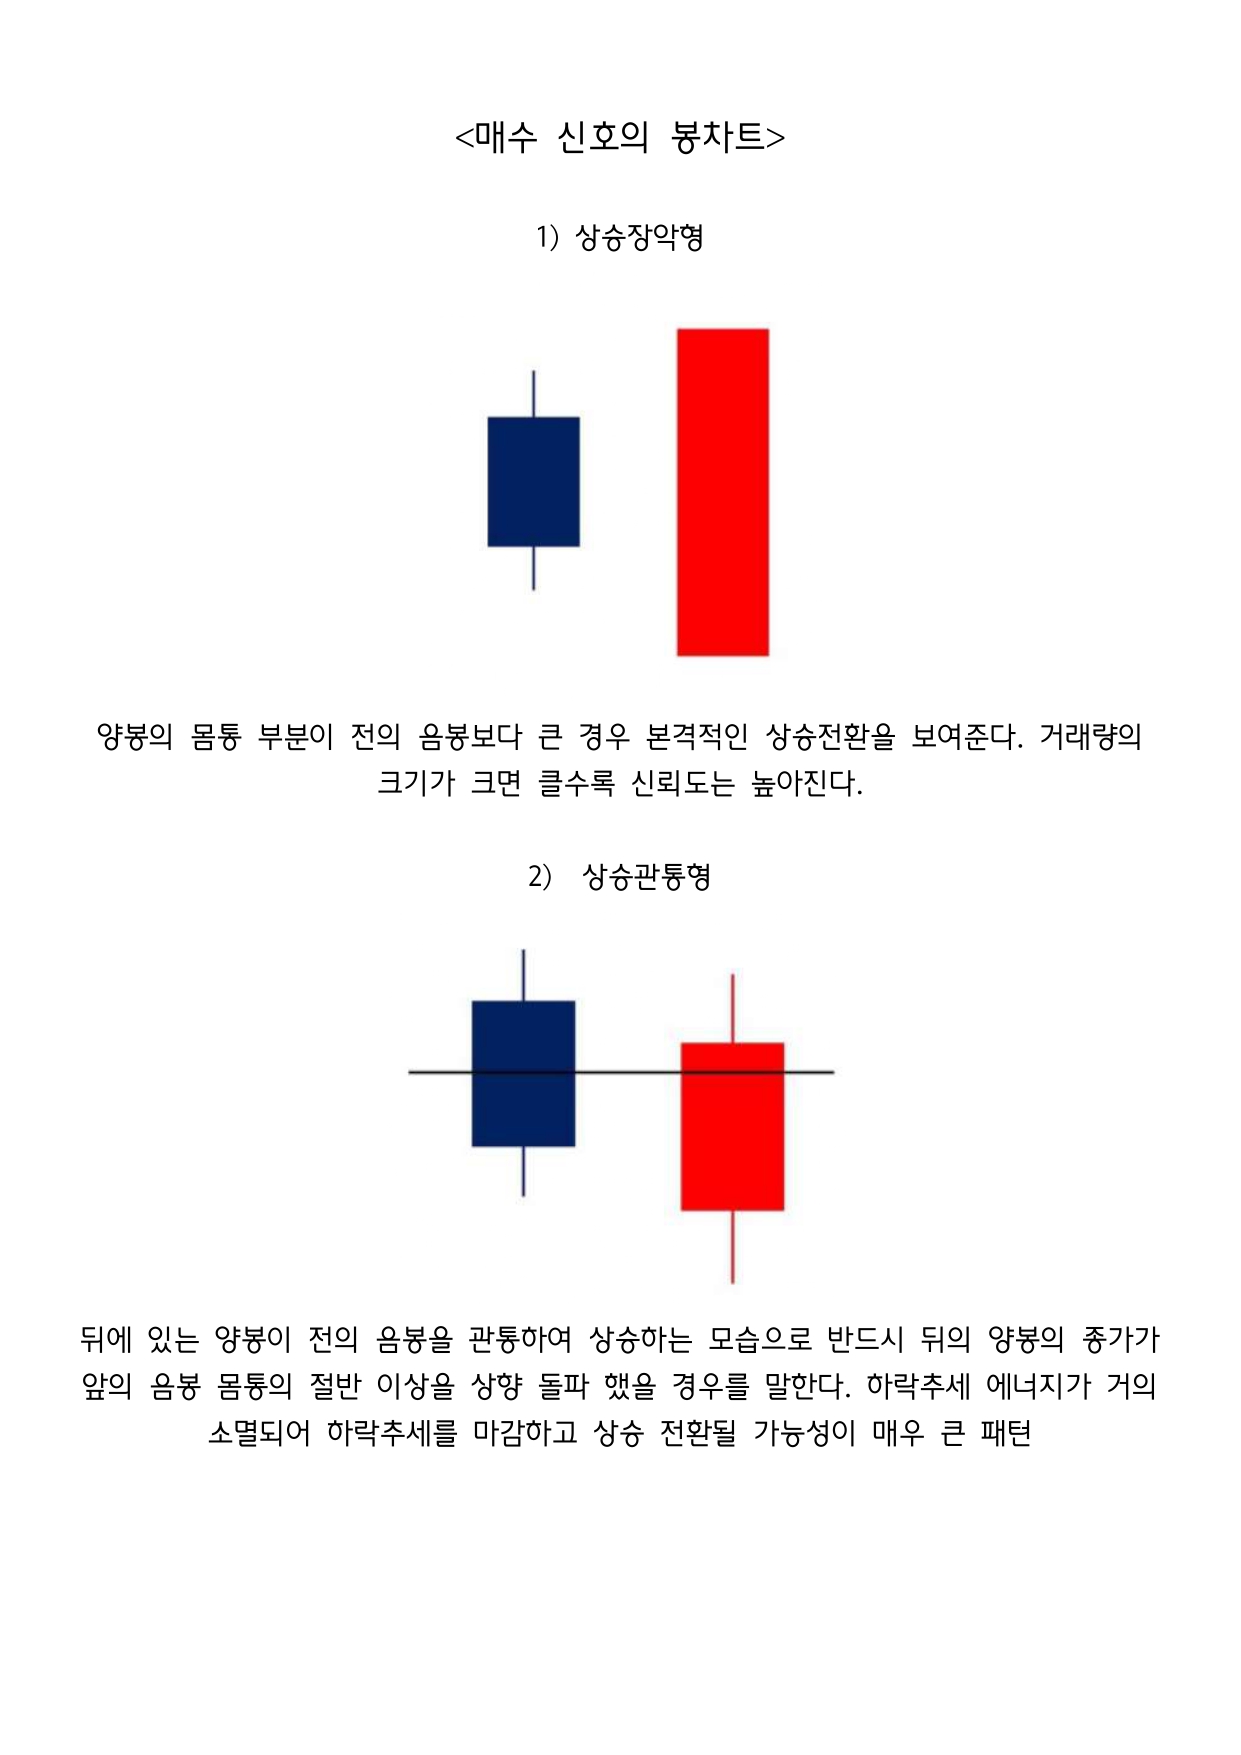 <매수 신호의 봉차트>
1) 상승장악형
양봉의 몸통 부분이 전의 음봉보다 큰 경우 본격적인 상승전환을 보여준다. 거래량의
크기가 크면 클수록 신뢰도는 높아진다.
2) 상승관통형
뒤에 있는 양봉이 전의 음봉을 관통하여 상승하는 모습으로 반드시 뒤의 양봉의 종가가
앞의 음봉 몸통의 절반 이상을 상향 돌파 했을 경우를 말한다. 하락추세 에너지가 거의
소멸되어 하락추세를 마감하고 상승 전환될 가능성이 매우 큰 패턴